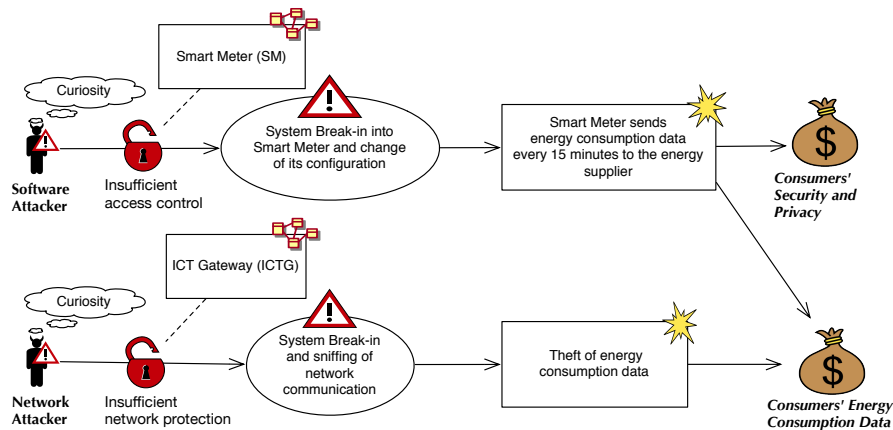 Smart Meter (SM)
Curiosity
System Break-in into
Smart Meter and change
of its configuration
Smart Meter sends
energy consumption data
every 15 minutes to the energy
supplier
$
Software
Attacker
Insufficient
access control
Consumers'
Security and
Privacy
ICT Gateway (ICTG)
Curiosity
System Break-in
and sniffing of
network
communication
Theft of energy
consumption data
$
Network
Attacker
Insufficient
network protection
Consumers' Energy
Consumption Data